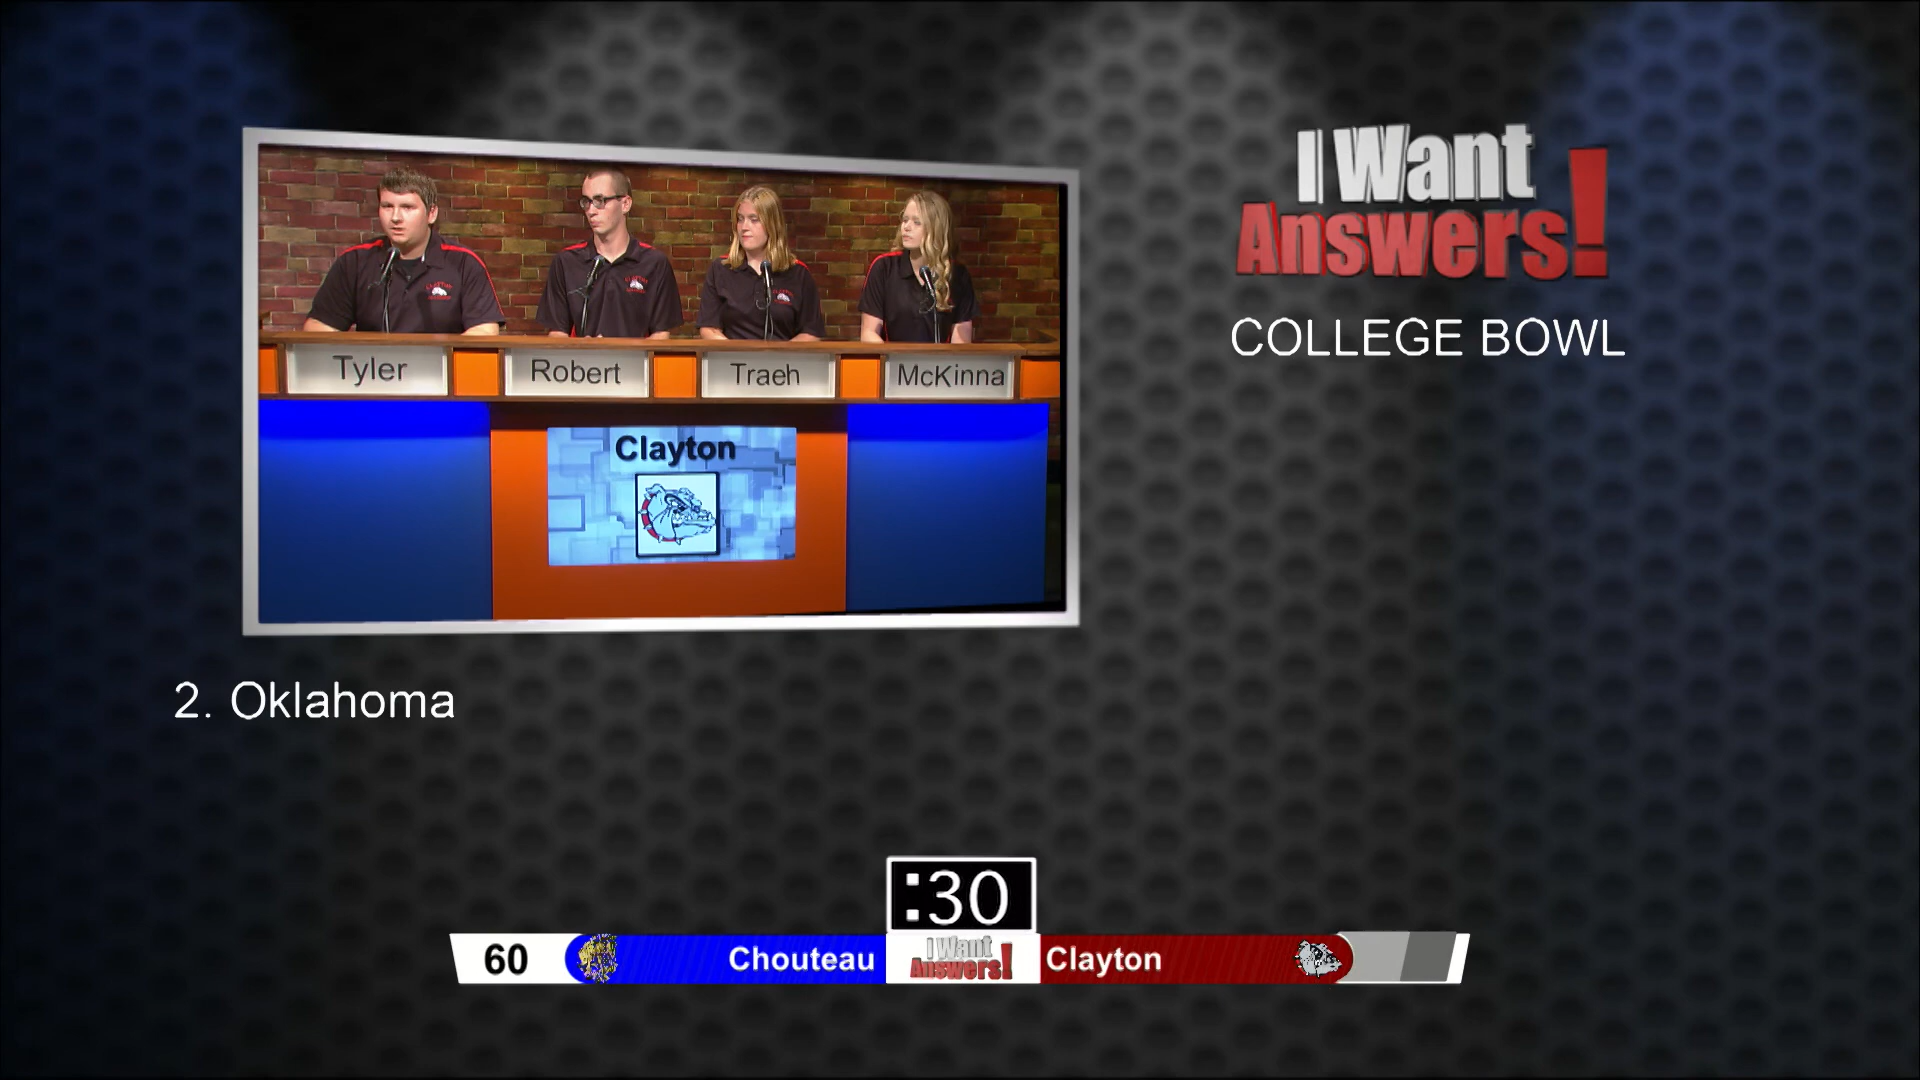 I Want
Answers!
COLLEGE BOWL
Tyler
Robert
Traeh
McKinna
Clayton
2. Oklahoma
:30
60
Chouteau
I Want
Answers!
Clayton